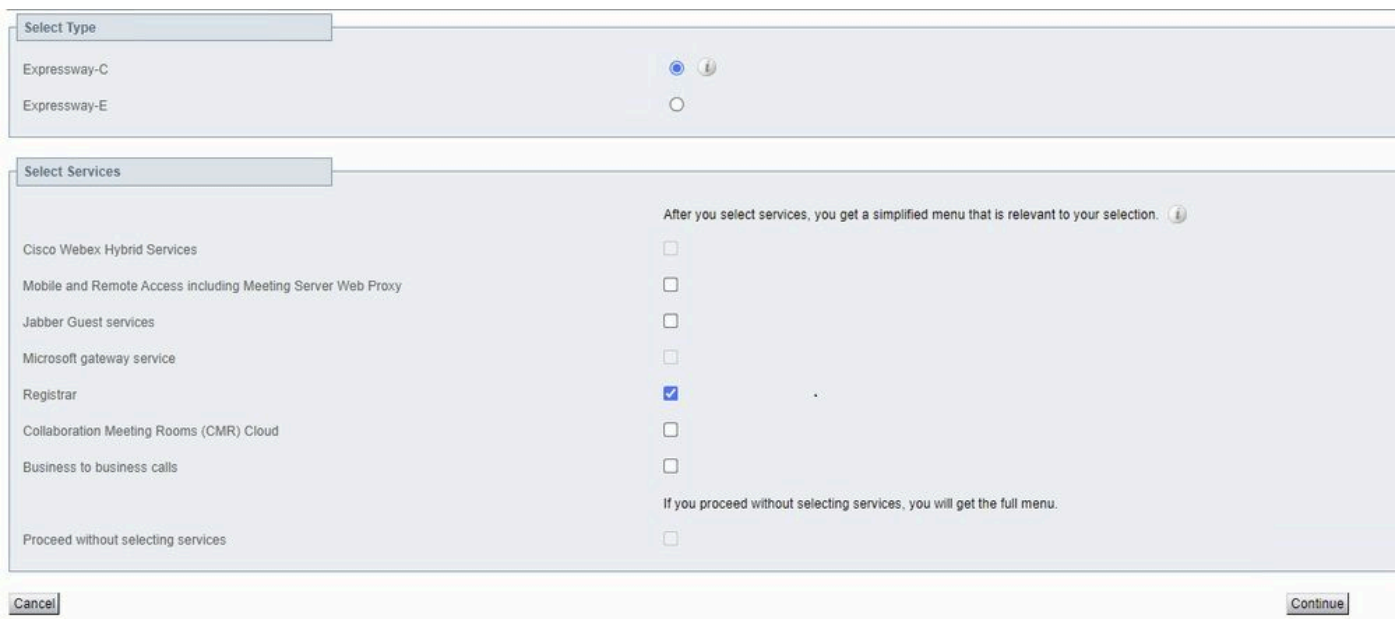 Select Type
Expressway-C
Expressway-E
Select Services
After you select services, you get a simplified menu that is relevant to your selection.
Cisco Webex Hybrid Services
Mobile and Remote Access including Meeting Server Web Proxy
Jabber Guest services
Microsoft gateway service
Registrar
Collaboration Meeting Rooms (CMR) Cloud
Business to business calls
If you proceed without selecting services, you will get the full menu.
Proceed without selecting services
Cancel Continue